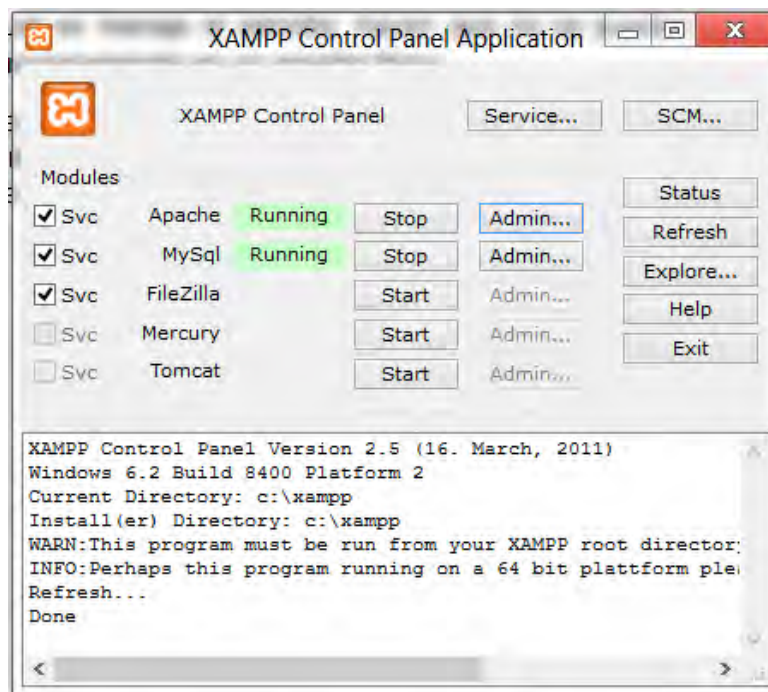 XAMPP Control Panel Application
XAMPP Control Panel Service... SCM...
Modules
Status
Svc Apache Running Stop Admin...
Refresh
Svc MySql Running Stop Admin...
Explore...
Svc FileZilla Start Admin...
Help
Svc Mercury Start Admin...
Exit
Svc Tomcat Start Admin...
XAMPP Control Panel Version 2.5 (16. March, 2011)
Windows 6.2 Build 8400 Platform 2
Current Directory: c:\xampp
Install(er) Directory: c:\xampp
WARN:This program must be run from your XAMPP root director
INFO:Perhaps this program running on a 64 bit plattform
Refresh...
Done